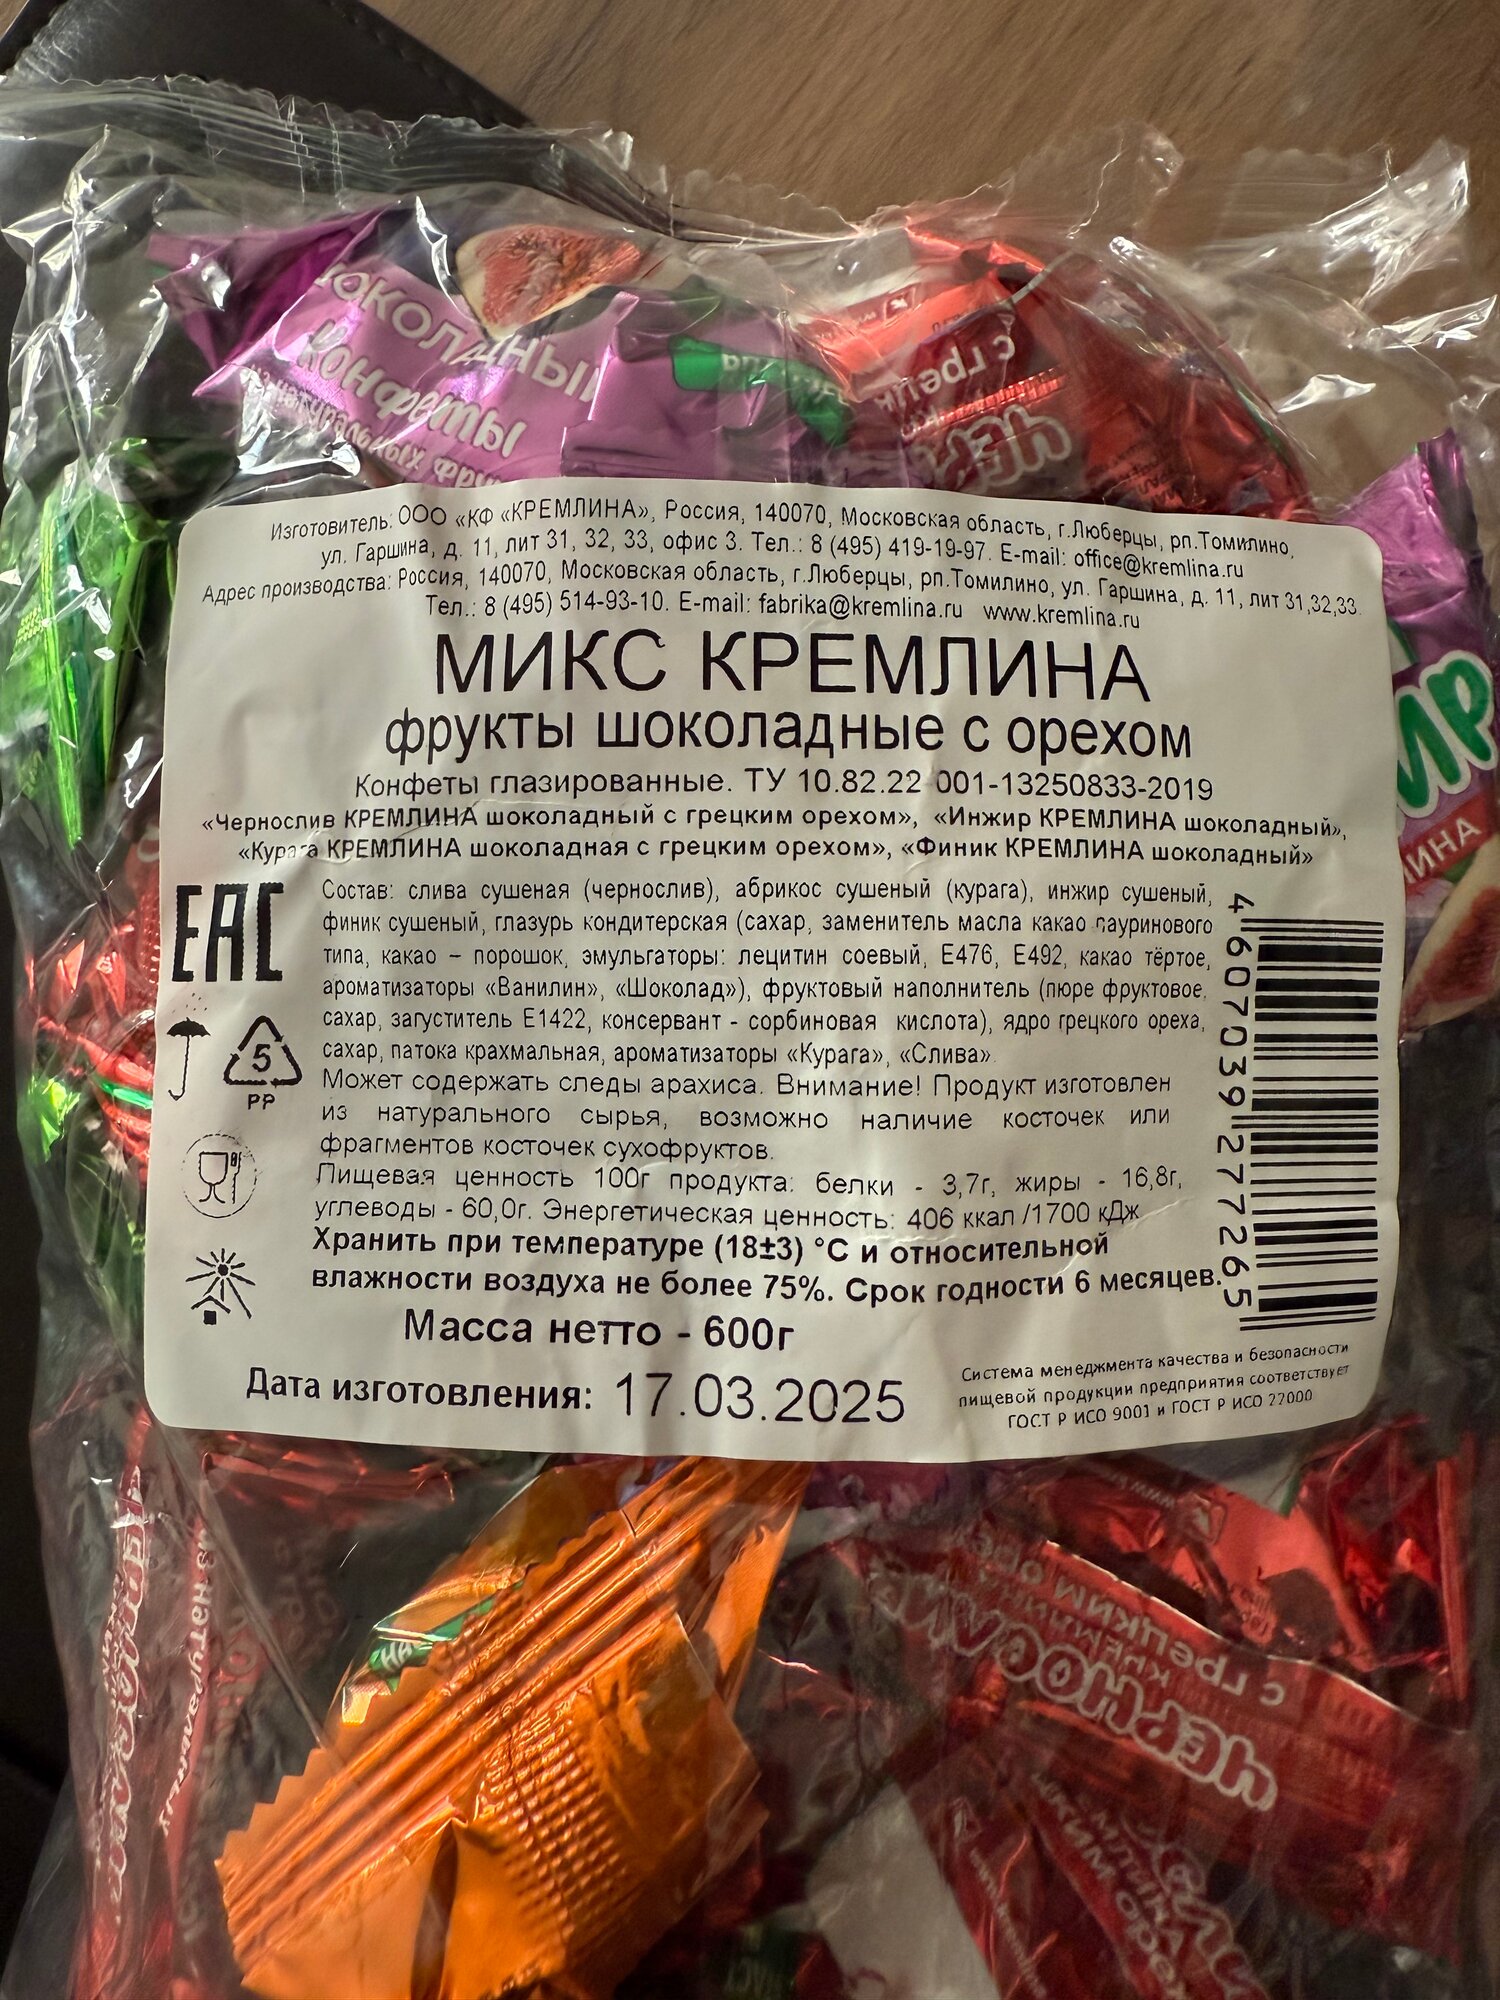 ШОКОЛАДНЫЙ
Конфеты
с грецк
Изготовитель: ООО «КФ «КРЕМЛИНА», Россия, 140070, Московская область, г.Люберцы, рп.Томилино,
ул. Гаршина, д. 11, лит 31, 32, 33, офис 3. Тел.: 8 (495) 419-19-97. E-mail: office@kremlina.ru
Адрес производства: Россия, 140070, Московская область, г.Люберцы, рп.Томилино, ул. Гаршина, д. 11, лит 31,32,33.
Тел.: 8 (495) 514-93-10. E-mail: fabrika@kremlina.ru www.kremlina.ru
МИКС КРЕМЛИНА
фрукты шоколадные с орехом
Конфеты глазированные. ТУ 10.82.22 001-13250833-2019
«Чернослив КРЕМЛИНА шоколадный с грецким орехом», «Инжир КРЕМЛИНА шоколадный»,
«Курага КРЕМЛИНА шоколадная с грецким орехом», «Финик КРЕМЛИНА шоколадный»
EAC
Состав: слива сушеная (чернослив), абрикос сушеный (курага), инжир сушеный,
финик сушеный, глазурь кондитерская (сахар, заменитель масла какао лауринового
типа, какао – порошок, эмульгаторы: лецитин соевый, Е476, Е492, какао тёртое,
ароматизаторы «Ванилин», «Шоколад»), фруктовый наполнитель (пюре фруктовое,
сахар, загуститель Е1422, консервант - сорбиновая кислота), ядро грецкого ореха,
сахар, патока крахмальная, ароматизаторы «Курага», «Слива».
Может содержать следы арахиса. Внимание! Продукт изготовлен
из натурального сырья, возможно наличие косточек или
фрагментов косточек сухофруктов.
5
PP
Пищевая ценность 100г продукта: белки - 3,7г, жиры - 16,8г,
углеводы - 60,0г. Энергетическая ценность: 406 ккал /1700 кДж
Хранить при температуре (18±3) °С и относительной
влажности воздуха не более 75%. Срок годности 6 месяцев.
Масса нетто - 600г
Дата изготовления: 17.03.2025
4 607039 277265
Система менеджмента качества и безопасности
пищевой продукции предприятия соответствует
ГОСТ Р ИСО 9001 и ГОСТ Р ИСО 22000
ЧЕРНОСЛИВ
с грецким орехом